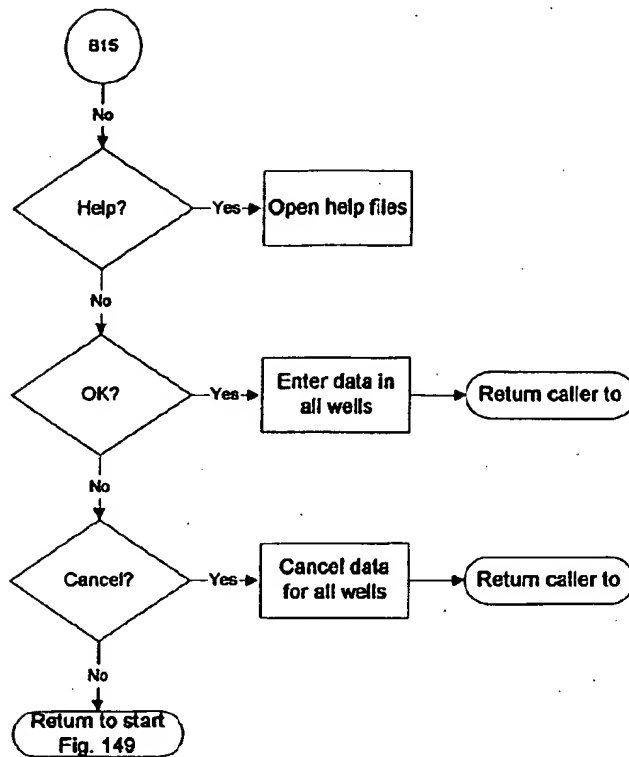 B15
No
Help?
Yes
Open help files
No
OK?
Yes
Enter data in
all wells
Return caller to
No
Cancel?
Yes
Cancel data
for all wells
Return caller to
No
Return to start
Fig. 149